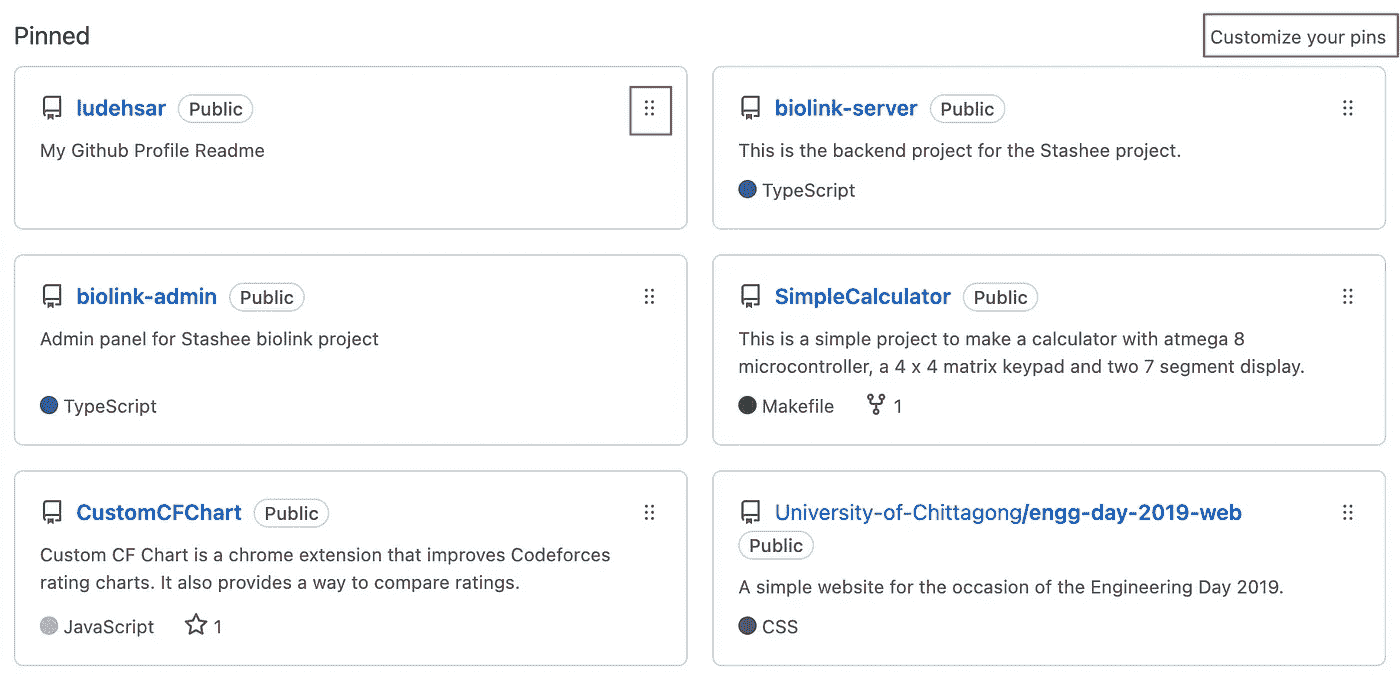 Pinned
Customize your pins
ludehsar Public
My Github Profile Readme
biolink-server Public
This is the backend project for the Stashee project.
TypeScript
biolink-admin Public
Admin panel for Stashee biolink project
TypeScript
SimpleCalculator Public
This is a simple project to make a calculator with atmega 8
microcontroller, a 4 x 4 matrix keypad and two 7 segment display.
Makefile 1
CustomCFChart Public
Custom CF Chart is a chrome extension that improves Codeforces
rating charts. It also provides a way to compare ratings.
JavaScript 1
University-of-Chittagong/engg-day-2019-web
Public
A simple website for the occasion of the Engineering Day 2019.
CSS